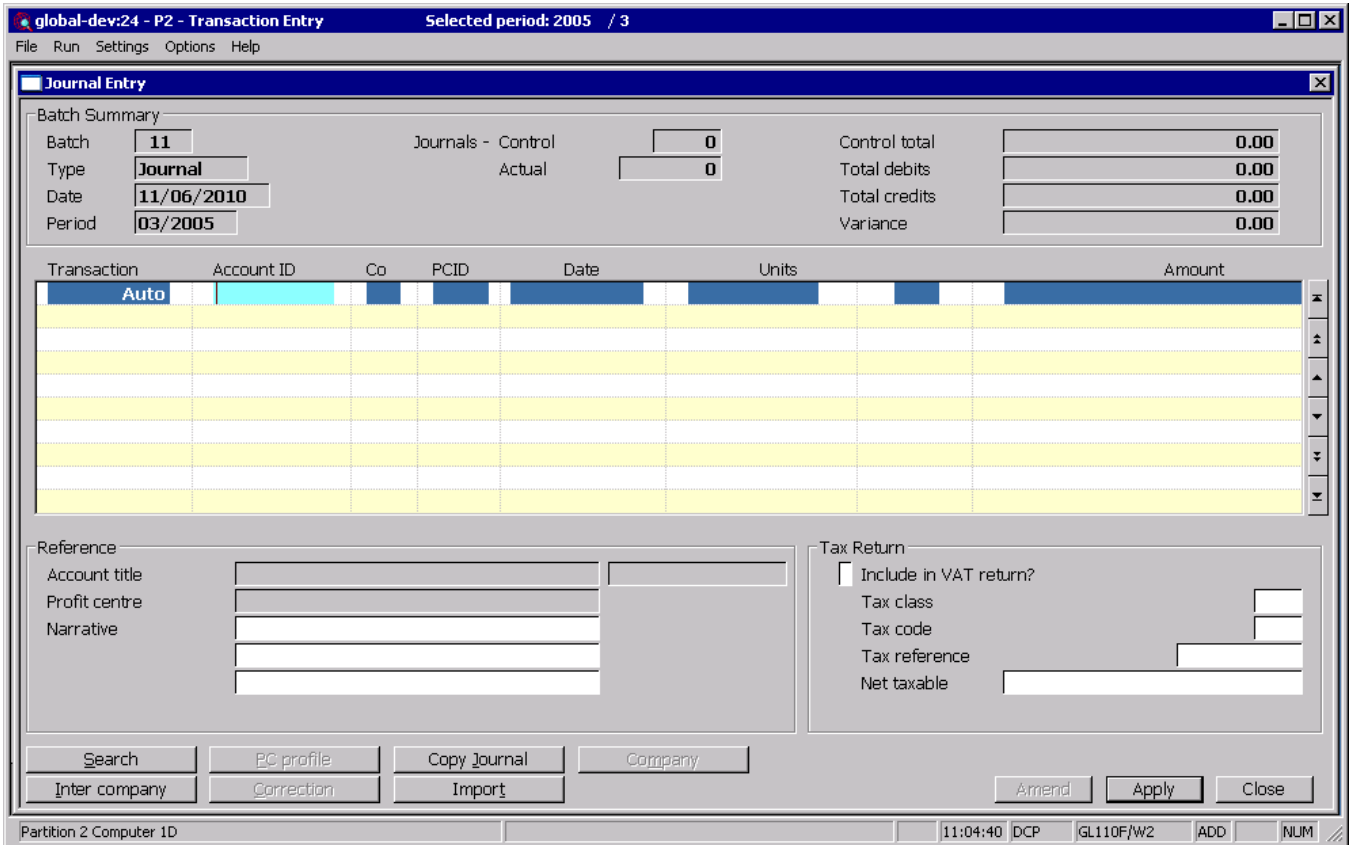 global-dev:24 - P2 - Transaction Entry Selected period: 2005 / 3
File Run Settings Options Help
Journal Entry
Batch Summary
Batch 11 Journals - Control 0 Control total 0.00
Type Journal Actual 0 Total debits 0.00
Date 11/06/2010 Total credits 0.00
Period 03/2005 Variance 0.00
Transaction Account ID Co PCID Date Units Amount
Auto
Reference Tax Return
Account title Include in VAT return?
Profit centre Tax class
Narrative Tax code
Tax reference
Net taxable
Search PC profile Copy Journal Company
Inter company Correction Import Amend Apply Close
Partition 2 Computer 1D 11:04:40 DCP GL110F/W2 ADD NUM